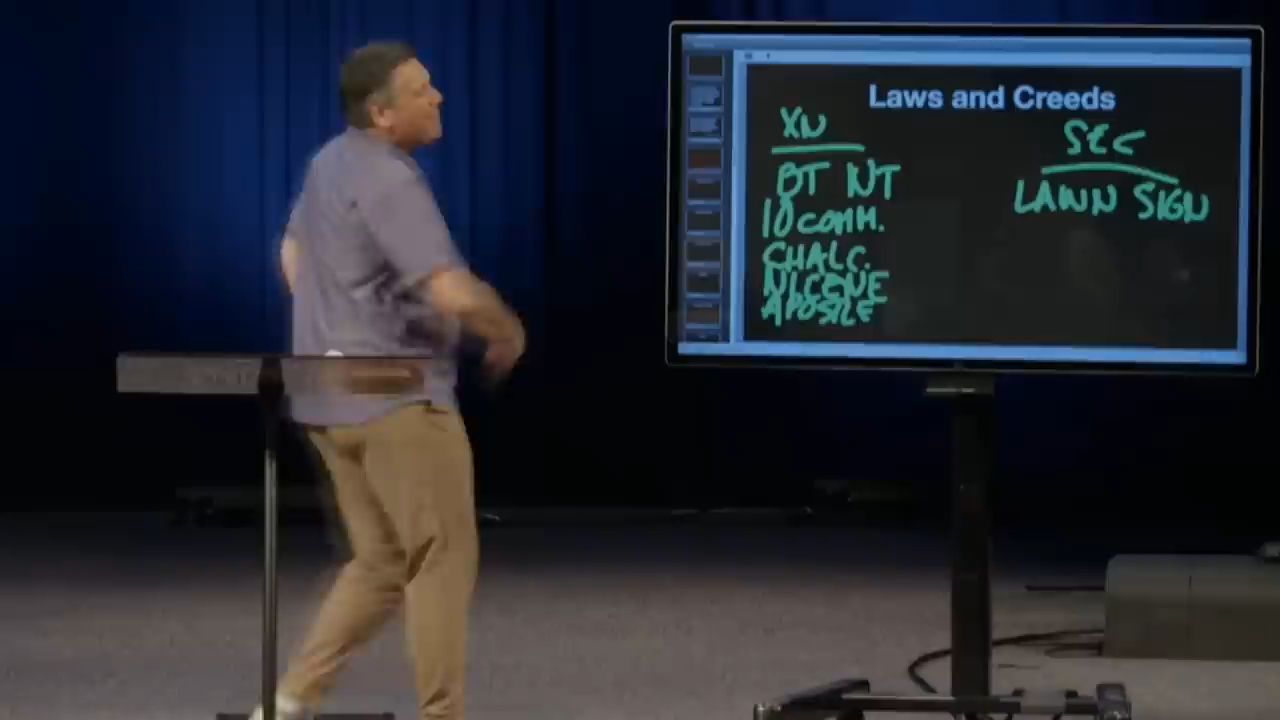 Laws and Creeds
XN
OT NT
10 COMM.
CHALC.
NICENE
APOSTLE
SEC
LAWN SIGN